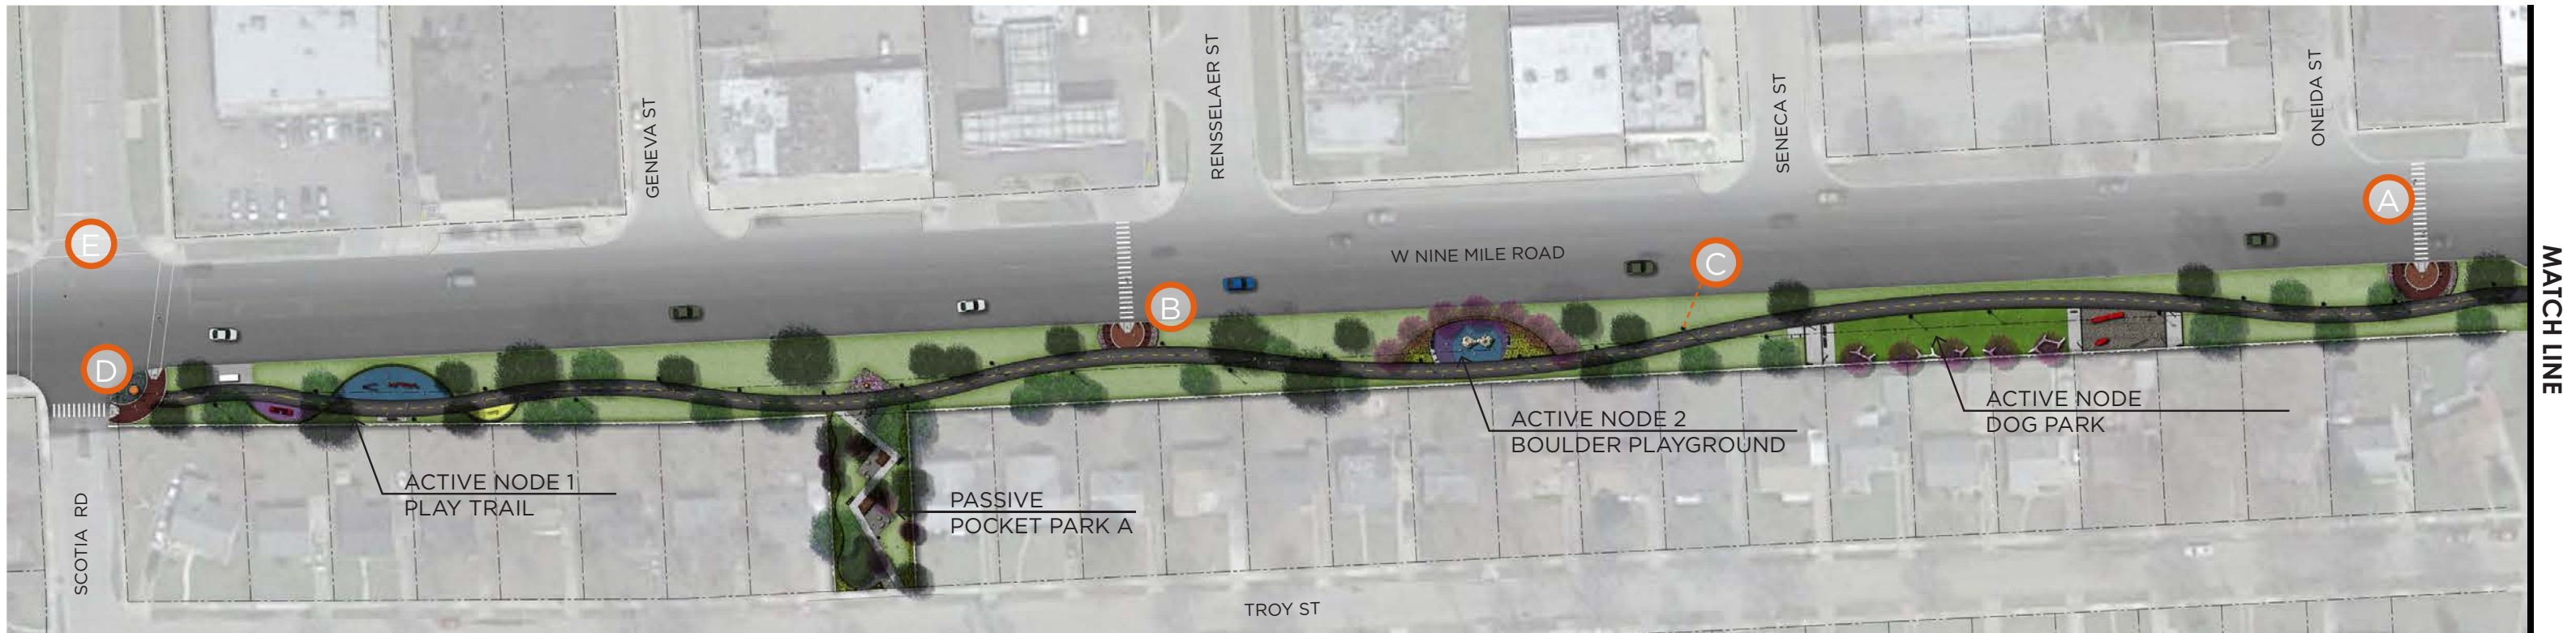 GENEVA ST
RENSSELAER ST
SENECA ST
ONEIDA ST
A
E
W NINE MILE ROAD
C
B
D
MATCH LINE
ACTIVE NODE 1
PLAY TRAIL
PASSIVE
POCKET PARK A
ACTIVE NODE 2
BOULDER PLAYGROUND
ACTIVE NODE
DOG PARK
SCOTIA RD
TROY ST